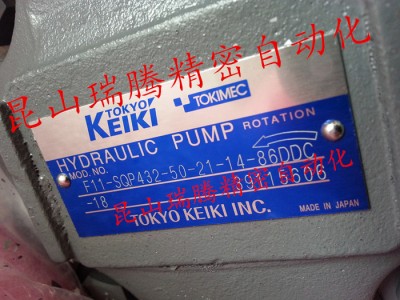 昆山瑞腾精密自动化
TOKYO
KEIKI
TOKIMEC
HYDRAULIC PUMP
ROTATION
MOD.NO.
F11-SQP432-50-21-14-86DDC
-18
昆山瑞腾精密自动化
TOKYO KEIKI INC.
MADE IN JAPAN